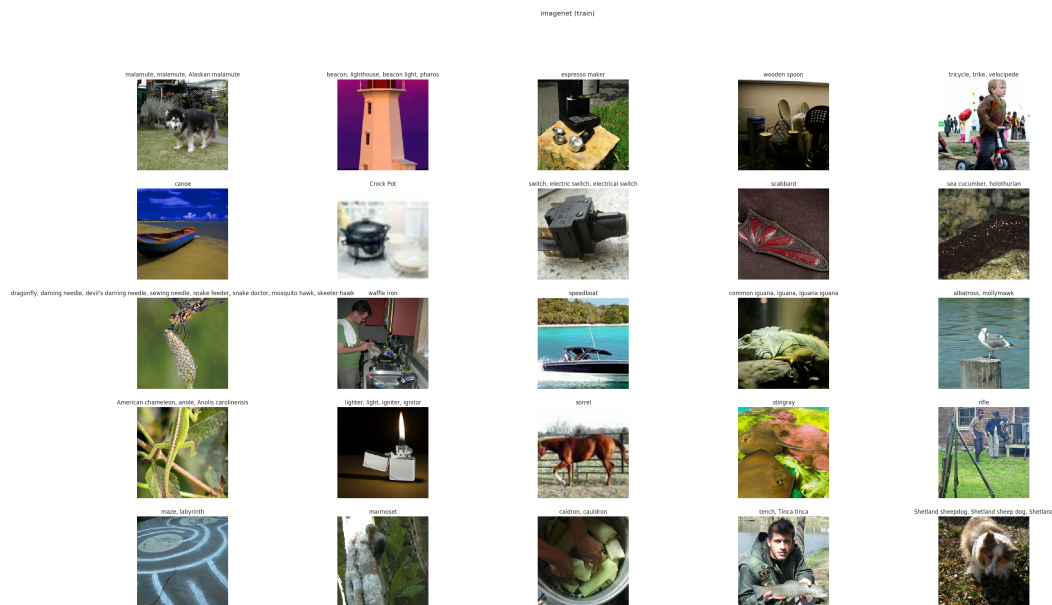 imagenet (train)
malamute, malemute, Alaskan malamute
beacon, lighthouse, beacon light, pharos
espresso maker
wooden spoon
tricycle, trike, velocipede
canoe
Crock Pot
switch, electric switch, electrical switch
scabbard
sea cucumber, holothurian
dragonfly, darning needle, devil's darning needle, sewing needle, snake feeder, snake doctor, mosquito hawk, skeeter hawk
waffle iron
speedboat
common iguana, iguana, Iguana iguana
albatross, mollymawk
American chameleon, anole, Anolis carolinensis
lighter, light, igniter, ignitor
sorrel
stingray
rifle
maze, labyrinth
marmoset
caldron, cauldron
tench, Tinca tinca
Shetland sheepdog, Shetland sheep dog, Shetland